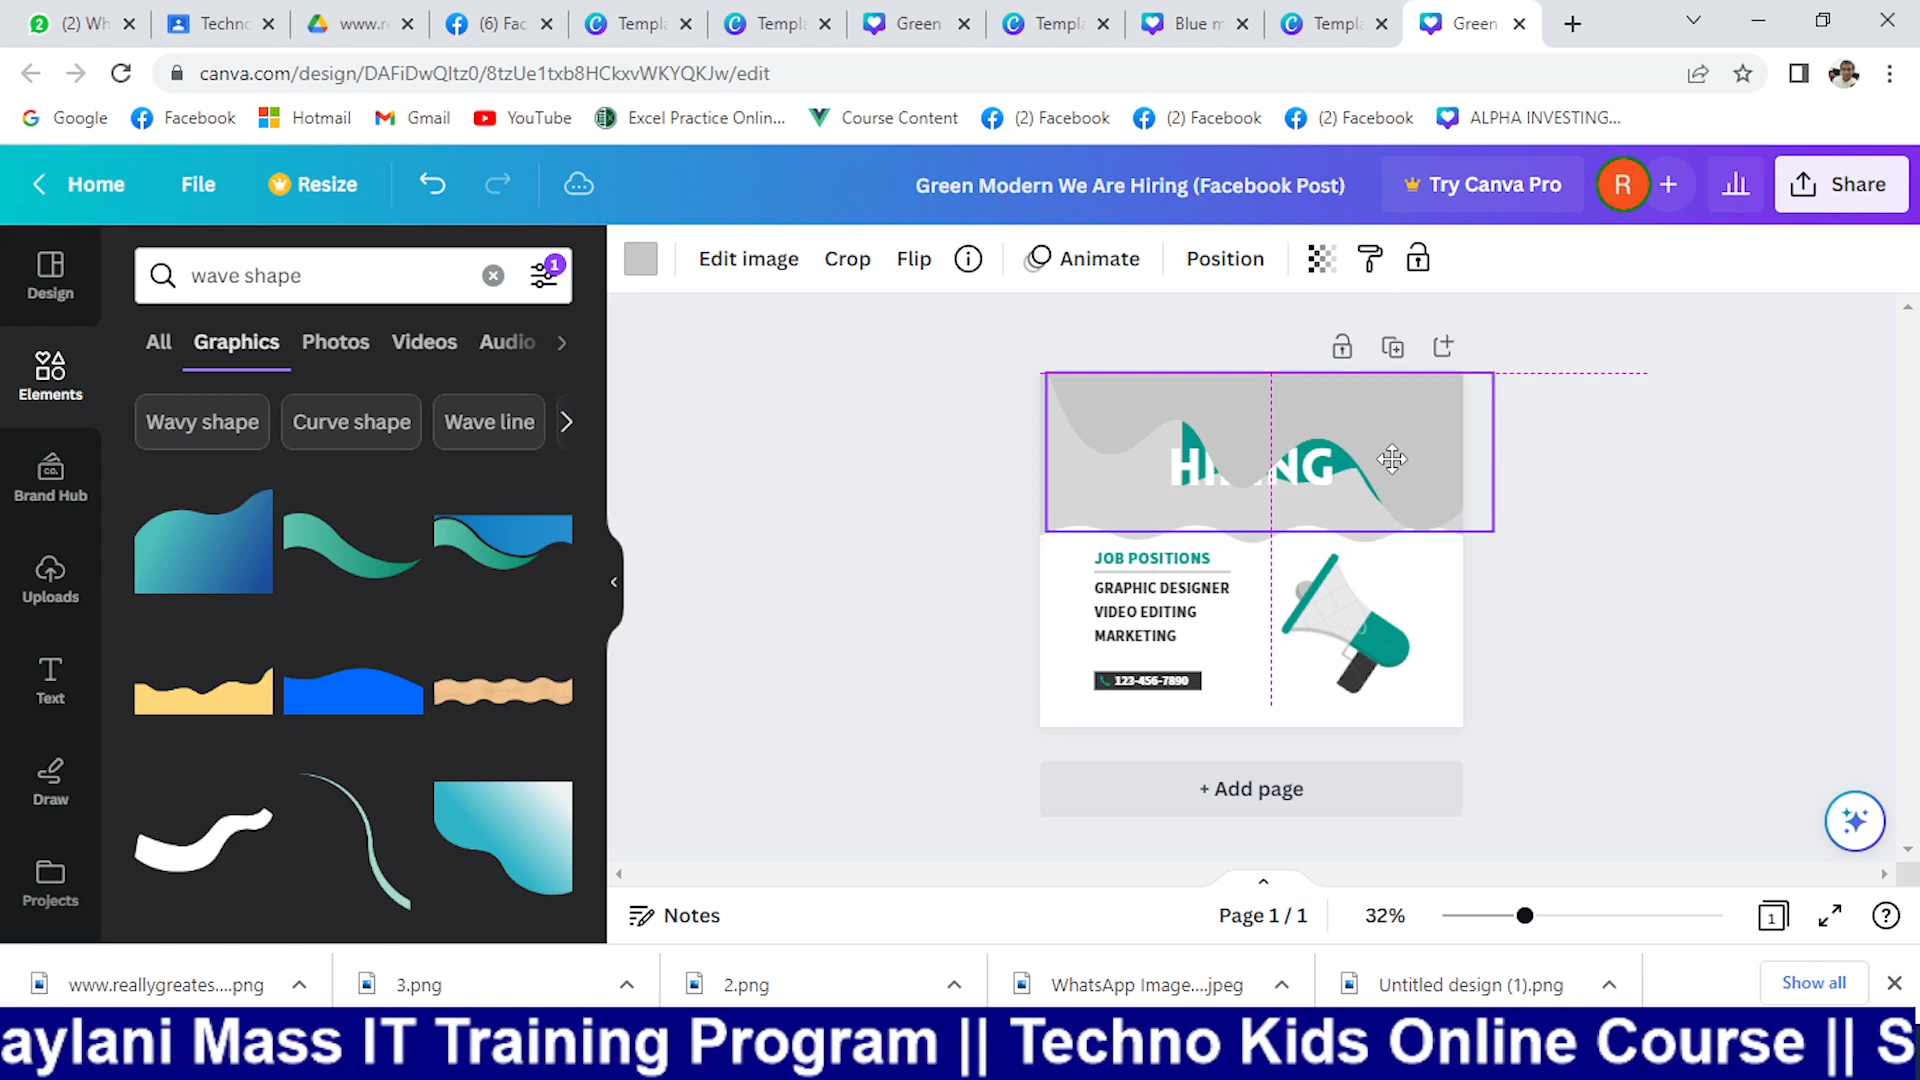 (2) Wh
Techno
www.r
(6) Fac
Templa
Templa
Green
Templa
Blue m
Templa
Green
canva.com/design/DAFiDwQItz0/8tzUe1txb8HCkxvWKYQKJw/edit
Google
Facebook
Hotmail
Gmail
YouTube
Excel Practice Onlin...
Course Content
(2) Facebook
(2) Facebook
(2) Facebook
ALPHA INVESTING...
Home
File
Resize
Green Modern We Are Hiring (Facebook Post)
Try Canva Pro
R
Share
Design
Elements
Brand Hub
Uploads
Text
Draw
Projects
wave shape
1
All
Graphics
Photos
Videos
Audio
Wavy shape
Curve shape
Wave line
Edit image
Crop
Flip
Animate
Position
JOB POSITIONS
GRAPHIC DESIGNER
VIDEO EDITING
MARKETING
123-456-7890
+ Add page
Notes
Page 1 / 1
32%
1
www.reallygreates....png
3.png
2.png
WhatsApp Image....jpeg
Untitled design (1).png
Show all
aylani Mass IT Training Program || Techno Kids Online Course || S